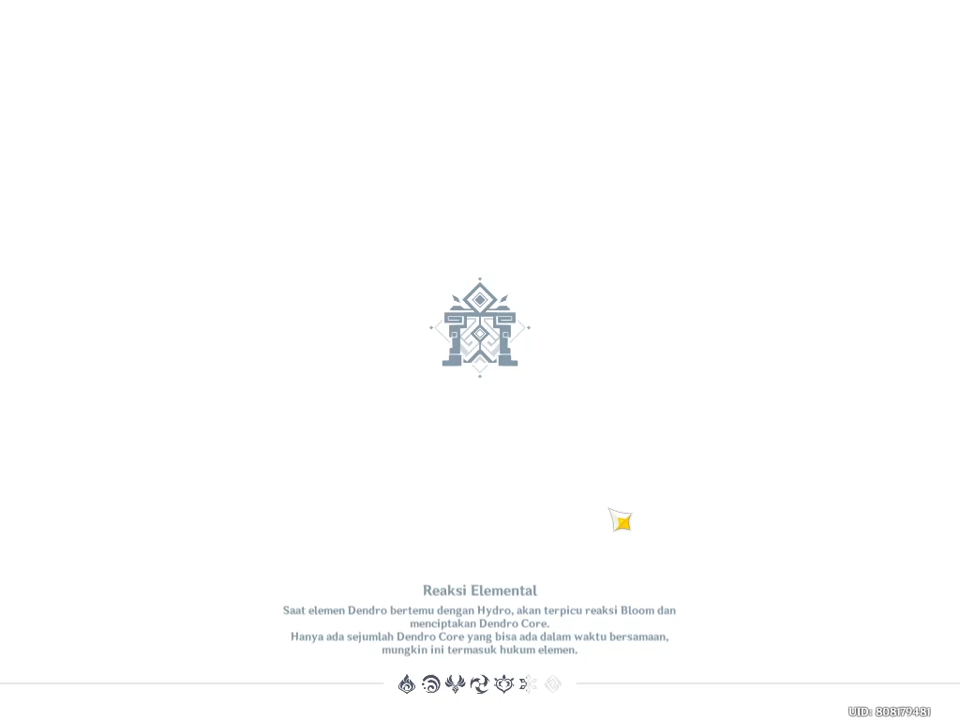 Reaksi Elemental
Saat elemen Dendro bertemu dengan Hydro, akan terpicu reaksi Bloom dan
menciptakan Dendro Core.
Hanya ada sejumlah Dendro Core yang bisa ada dalam waktu bersamaan,
mungkin ini termasuk hukum elemen.
UID: 808179481